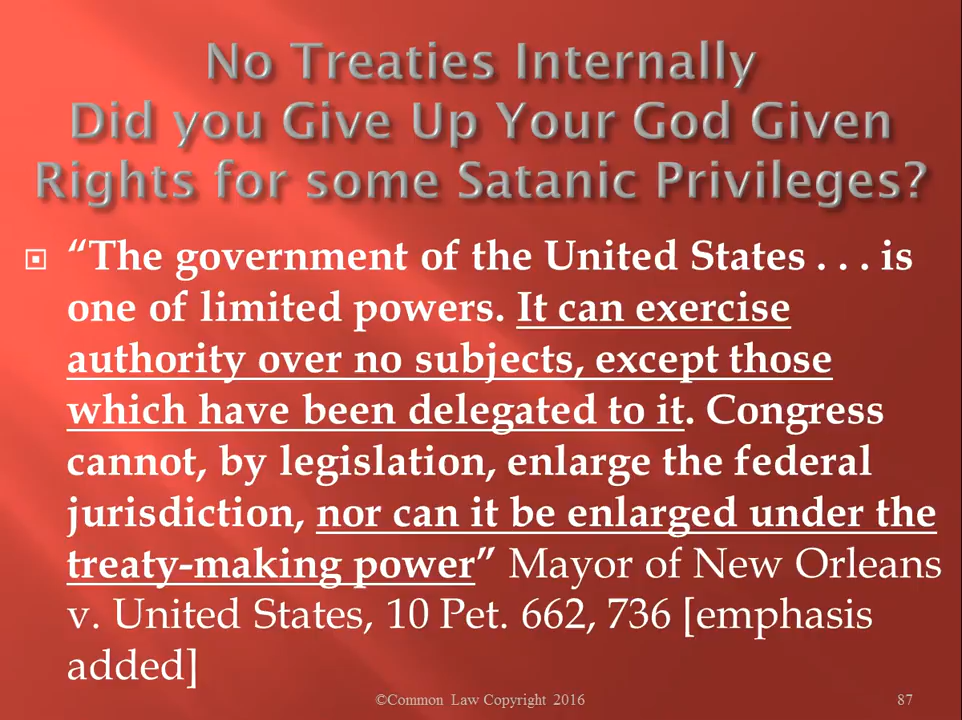 No Treaties Internally
Did you Give Up Your God Given
Rights for some Satanic Privileges?
“The government of the United States . . . is
one of limited powers. It can exercise
authority over no subjects, except those
which have been delegated to it. Congress
cannot, by legislation, enlarge the federal
jurisdiction, nor can it be enlarged under the
treaty-making power” Mayor of New Orleans
v. United States, 10 Pet. 662, 736 [emphasis
added]
©Common Law Copyright 2016
87